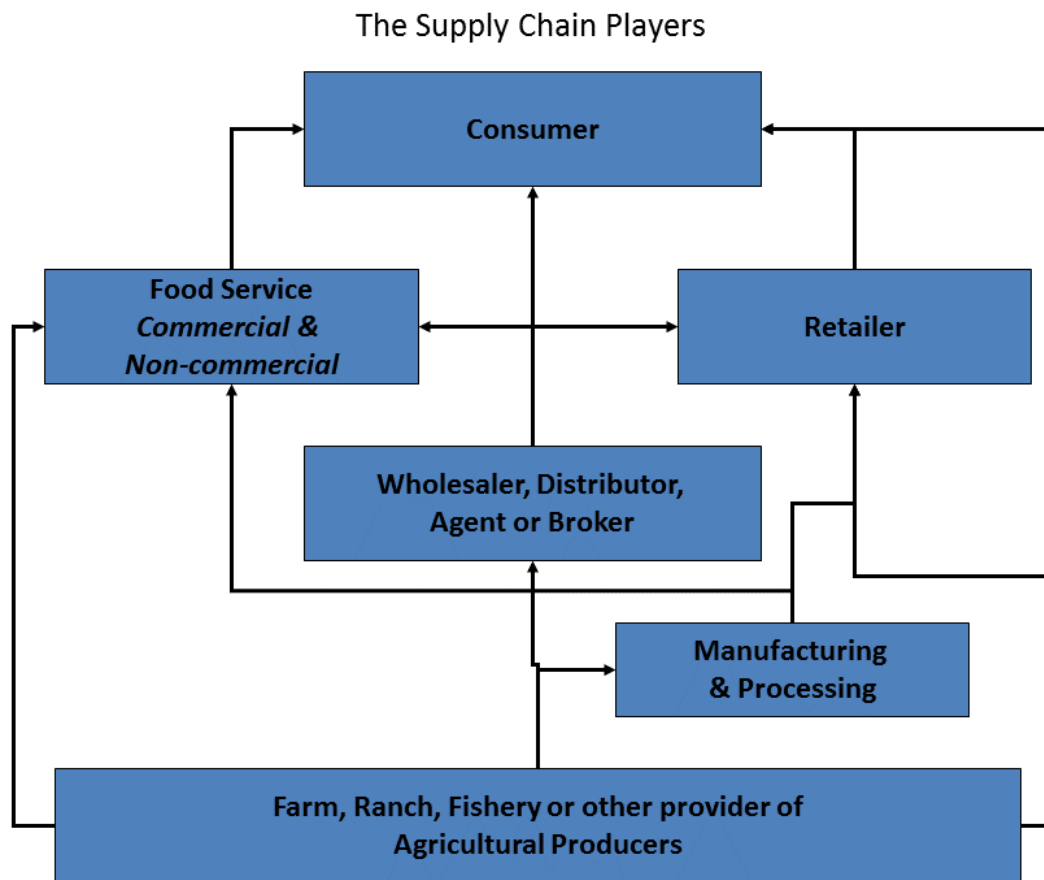 The Supply Chain Players
Consumer
Food Service
Commercial &
Non-commercial
Retailer
Wholesaler, Distributor,
Agent or Broker
Manufacturing
& Processing
Farm, Ranch, Fishery or other provider of
Agricultural Producers